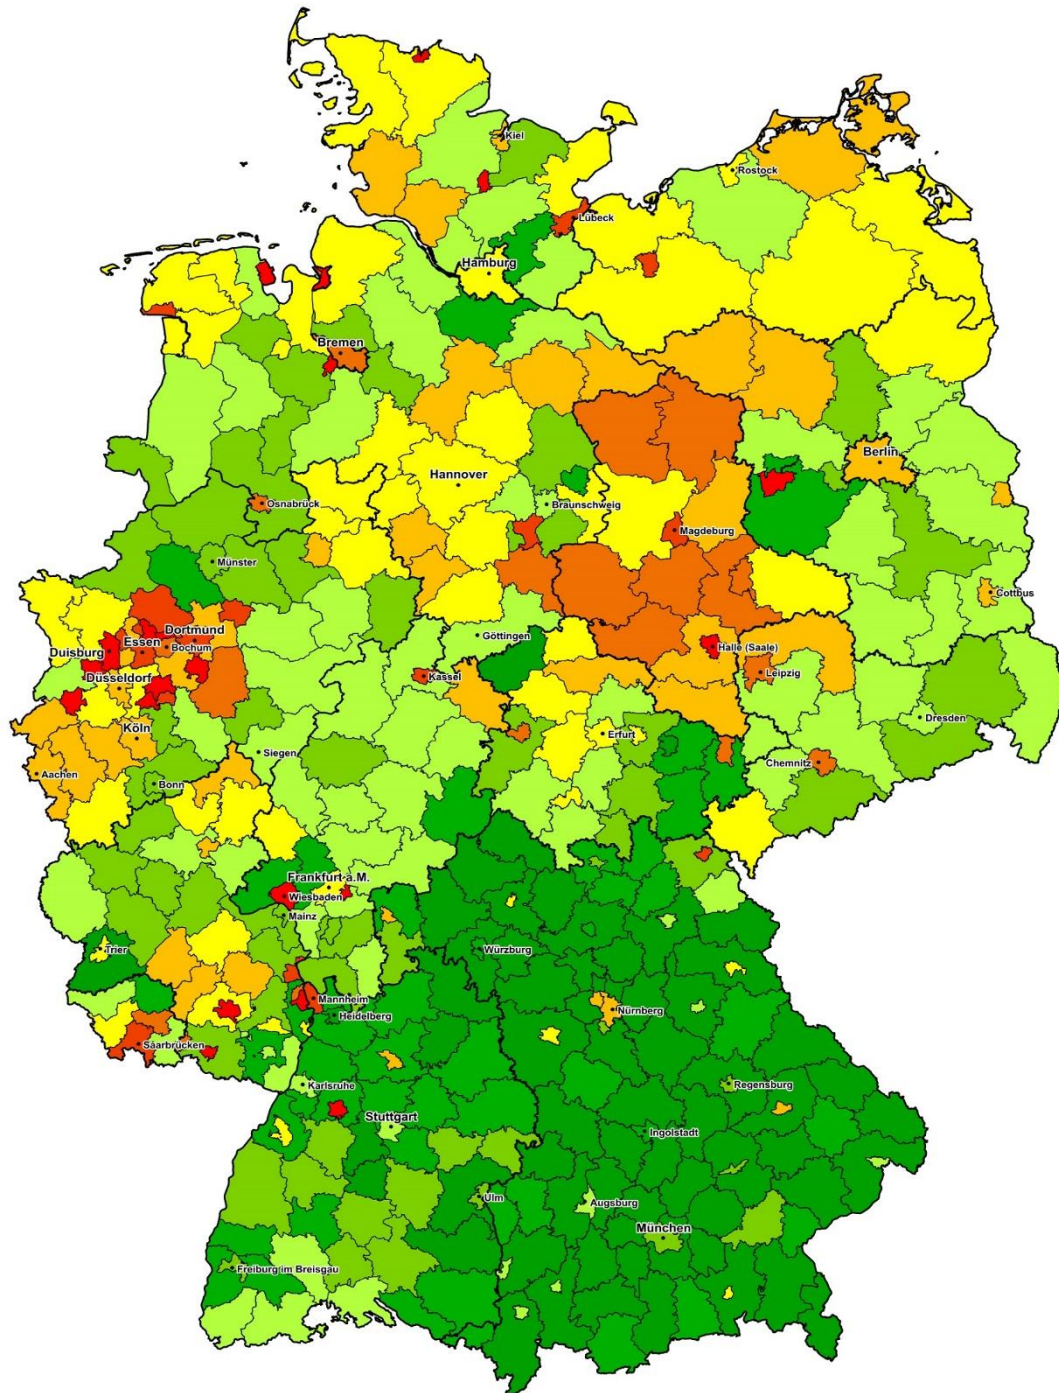 Kiel
Rostock
Lübeck
Hamburg
Bremen
Berlin
Hannover
Osnabrück
Braunschweig
Magdeburg
Münster
Cottbus
Dortmund
Essen
Duisburg
Bochum
Göttingen
Halle (Saale)
Kassel
Leipzig
Düsseldorf
Dresden
Köln
Erfurt
Siegen
Chemnitz
Aachen
Bonn
Frankfurt a.M.
Wiesbaden
Mainz
Trier
Würzburg
Mannheim
Nürnberg
Heidelberg
Saarbrücken
Karlsruhe
Regensburg
Stuttgart
Ingolstadt
Ulm
Augsburg
München
Freiburg im Breisgau